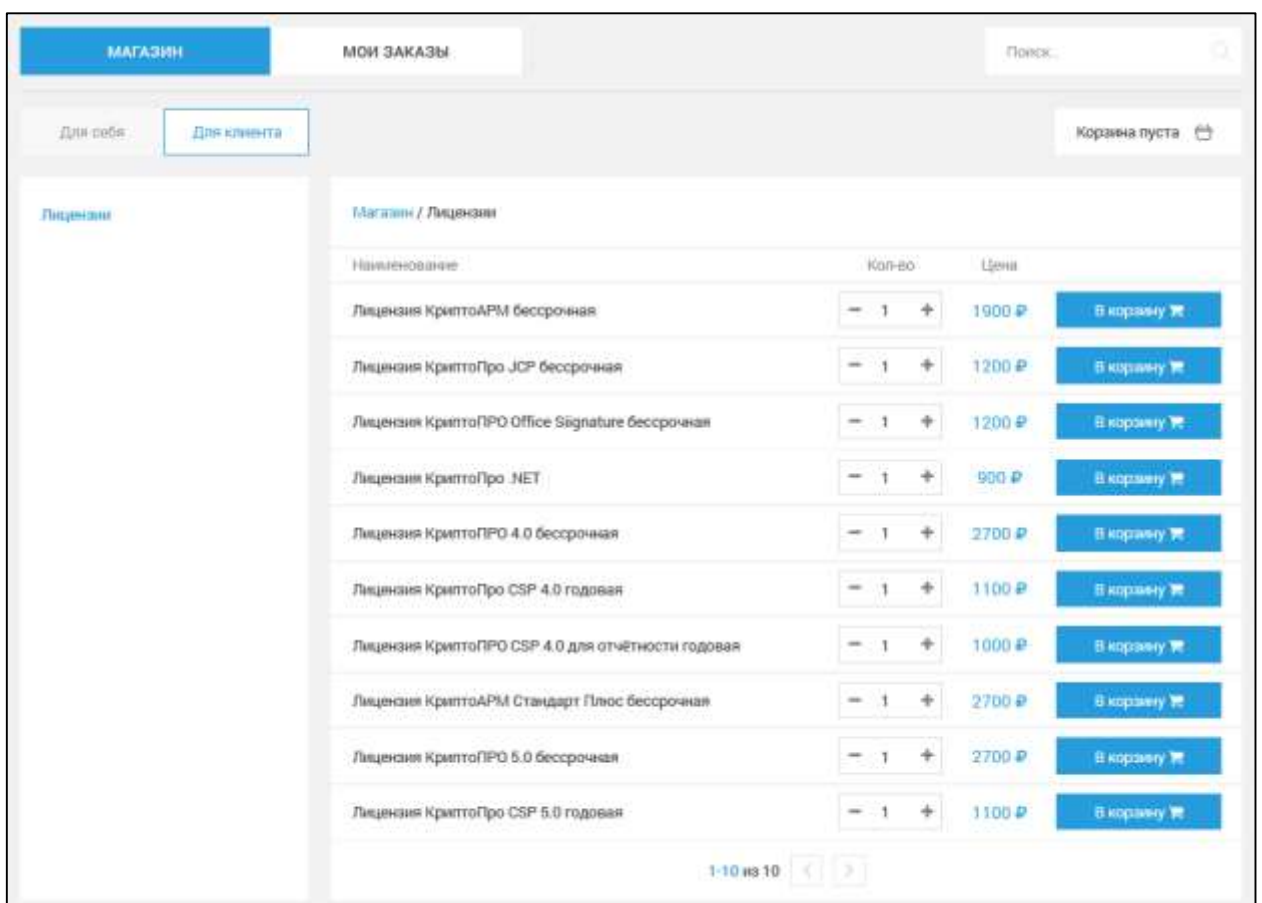 МАГАЗИН МОИ ЗАКАЗЫ Поиск..
Для себя Для клиента Корзина пуста
Лицензии
Магазин / Лицензии
Наименование Кол-во Цена
Лицензия КриптоАРМ бессрочная − 1 + 1900 ₽ В корзину
Лицензия КриптоПро JCP бессрочная − 1 + 1200 ₽ В корзину
Лицензия КриптоПРО Office Siignature бессрочная − 1 + 1200 ₽ В корзину
Лицензия КриптоПро .NET − 1 + 900 ₽ В корзину
Лицензия КриптоПРО 4.0 бессрочная − 1 + 2700 ₽ В корзину
Лицензия КриптоПро CSP 4.0 годовая − 1 + 1100 ₽ В корзину
Лицензия КриптоПРО CSP 4.0 для отчётности годовая − 1 + 1000 ₽ В корзину
Лицензия КриптоАРМ Стандарт Плюс бессрочная − 1 + 2700 ₽ В корзину
Лицензия КриптоПРО 5.0 бессрочная − 1 + 2700 ₽ В корзину
Лицензия КриптоПро CSP 5.0 годовая − 1 + 1100 ₽ В корзину
1-10 из 10 < >